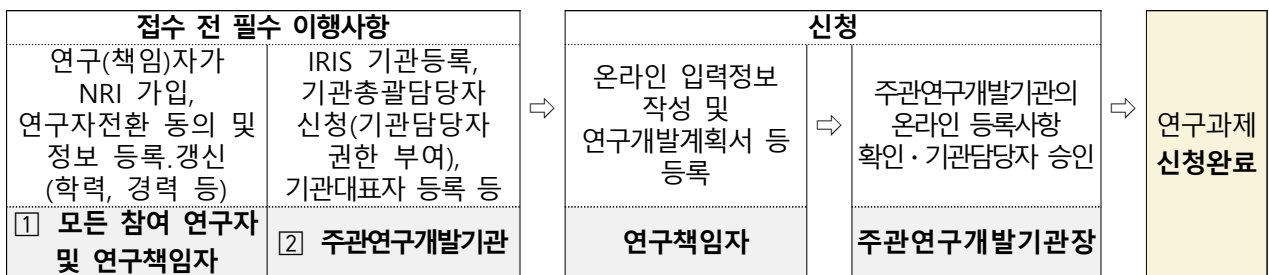 접수 전 필수 이행사항
연구(책임)자가
NRI 가입,
연구자전환 동의 및
정보 등록.갱신
(학력, 경력 등)
1 모든 참여 연구자
및 연구책임자
IRIS 기관등록,
기관총괄담당자
신청(기관담당자
권한 부여),
기관대표자 등록 등
2 주관연구개발기관
⇨
신청
온라인 입력정보
작성 및
연구개발계획서 등
등록
연구책임자
⇨
주관연구개발기관의
온라인 등록사항
확인･기관담당자 승인
주관연구개발기관장
⇨
연구과제
신청완료